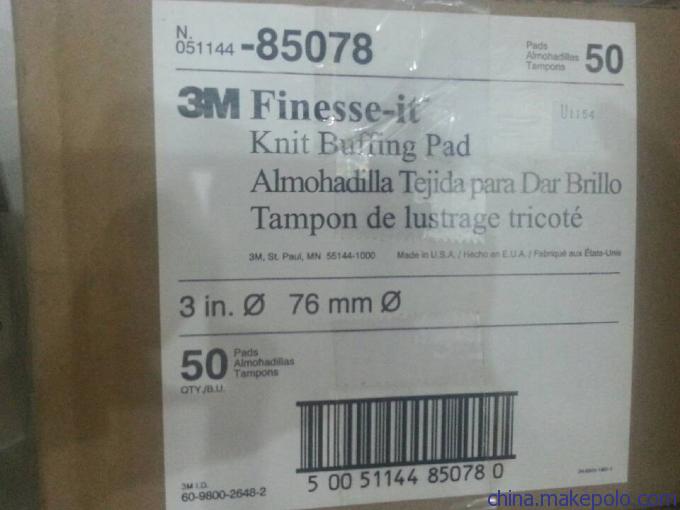 N.
051144-85078
Pads
Almohadillas
Tampons
50
3M Finesse-it™
U1154
Knit Buffing Pad
Almohadilla Tejida para Dar Brillo
Tampon de lustrage tricoté
3M, St. Paul, MN 55144-1000 Made in U.S.A. / Hecho en E.U.A. / Fabriqué aux États-Unis
3 in. Ø 76 mm Ø
50
Pads
Almohadillas
Tampons
QTY./B.U.
5 00 51144 85078 0
3M I.D.
60-9800-2648-2
china.makepolo.com